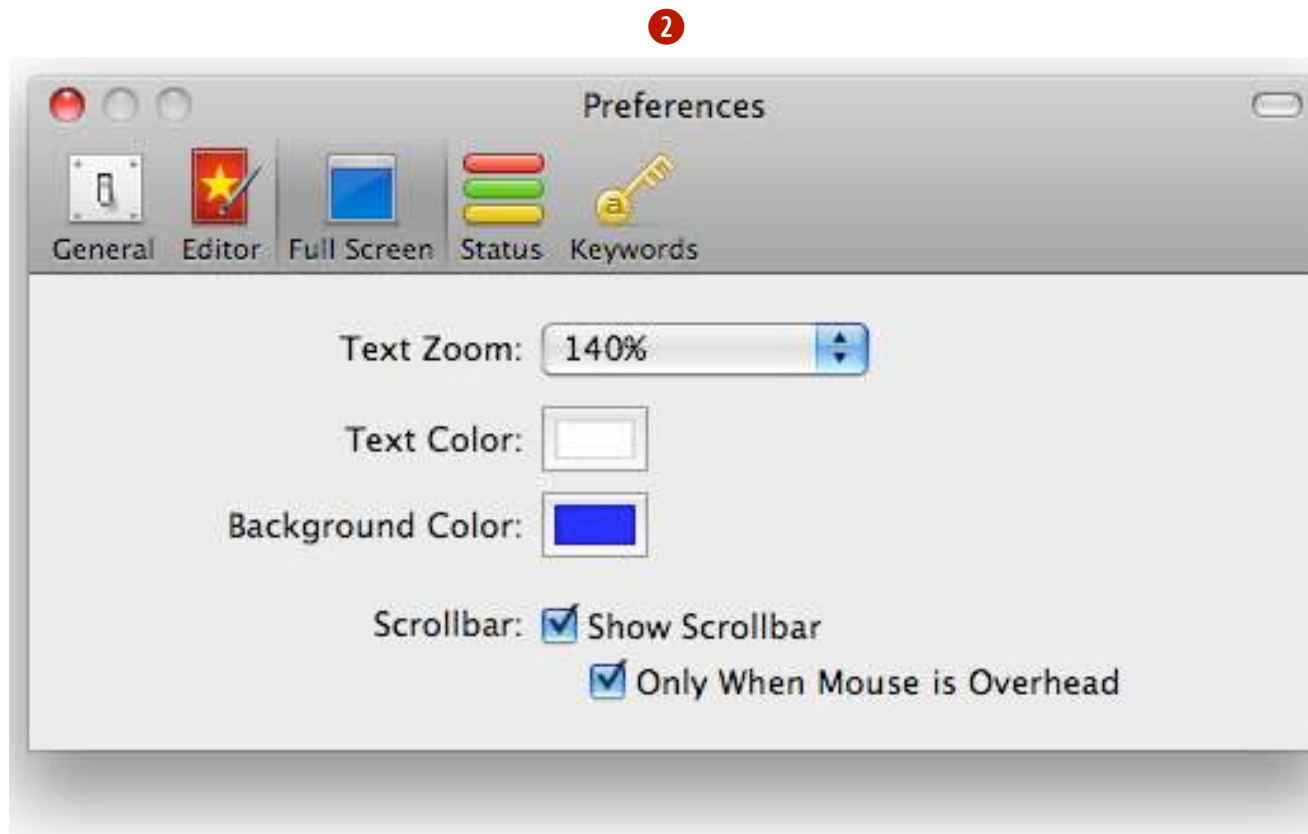 2
Preferences
General Editor Full Screen Status Keywords
Text Zoom: 140%
Text Color:
Background Color:
Scrollbar: Show Scrollbar
Only When Mouse is Overhead